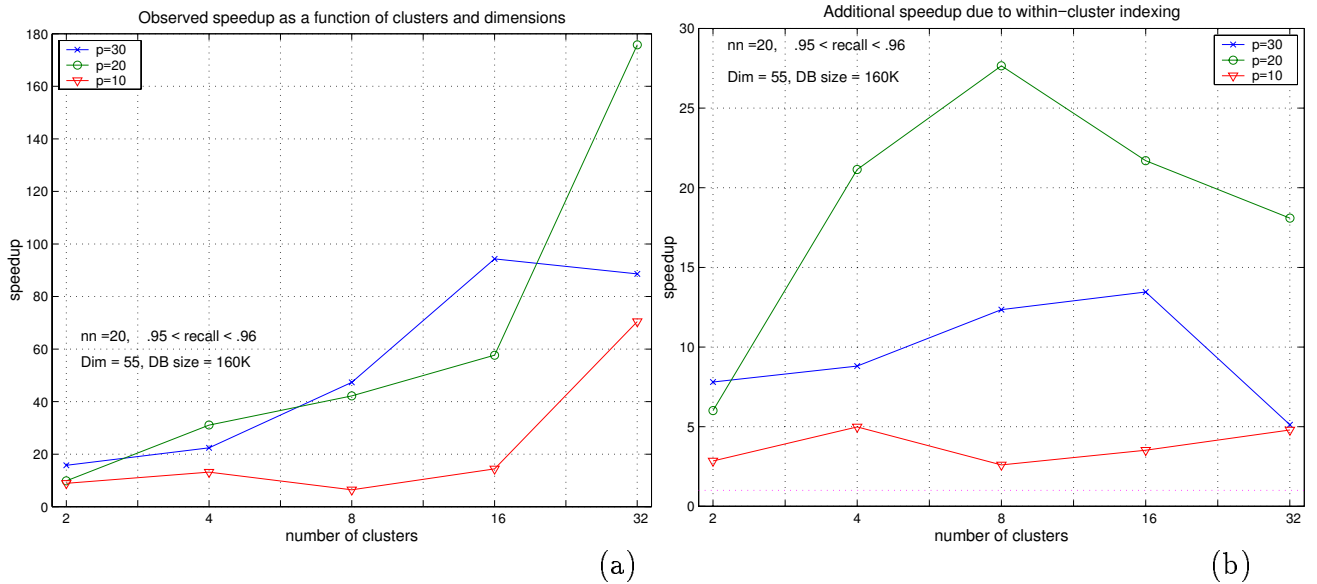 Observed speedup as a function of clusters and dimensions
180
160
140
120
100
80
60
40
20
0
speedup
p=30
p=20
p=10
nn =20, .95 < recall < .96
Dim = 55, DB size = 160K
2
4
8
16
32
number of clusters
(a)
Additional speedup due to within−cluster indexing
30
25
20
15
10
5
0
speedup
nn =20, .95 < recall < .96
Dim = 55, DB size = 160K
p=30
p=20
p=10
2
4
8
16
32
number of clusters
(b)